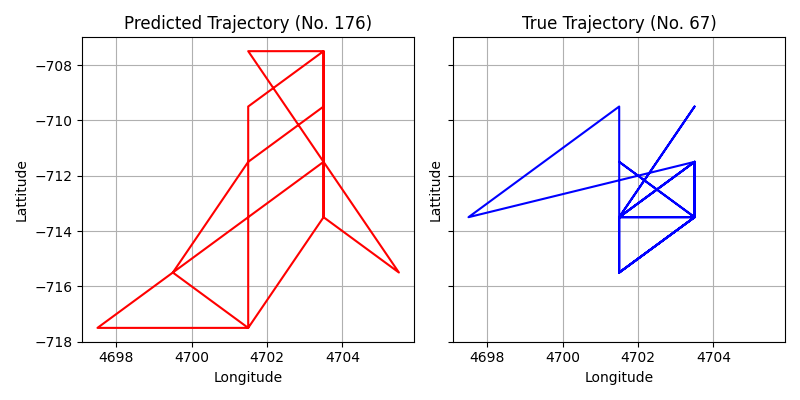 Predicted Trajectory (No. 176)
True Trajectory (No. 67)
Lattitude
−708
−710
−712
−714
−716
−718
4698
4700
4702
4704
Longitude
Lattitude
4698
4700
4702
4704
Longitude